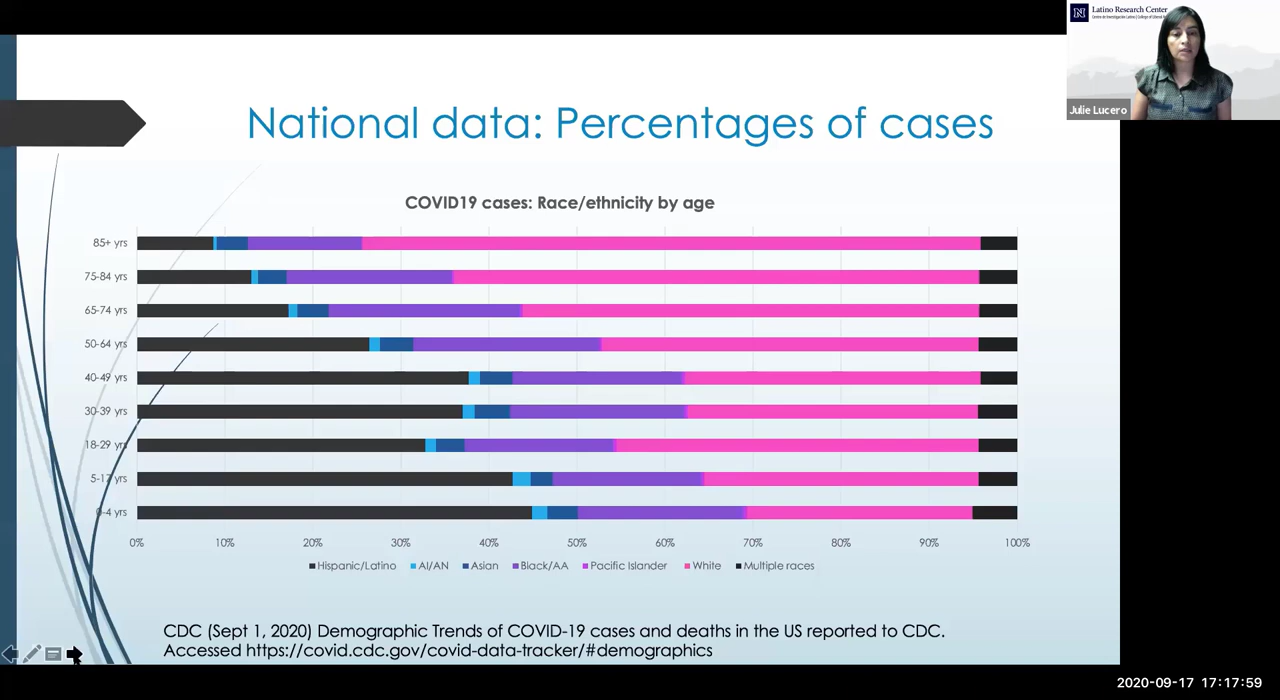 Latino Research Center
Julie Lucero
National data: Percentages of cases
COVID19 cases: Race/ethnicity by age
85+ yrs
75-84 yrs
65-74 yrs
50-64 yrs
40-49 yrs
30-39 yrs
18-29 yrs
5-17 yrs
0-4 yrs
0% 10% 20% 30% 40% 50% 60% 70% 80% 90% 100%
Hispanic/Latino AI/AN Asian Black/AA Pacific Islander White Multiple races
CDC (Sept 1, 2020) Demographic Trends of COVID-19 cases and deaths in the US reported to CDC.
Accessed https://covid.cdc.gov/covid-data-tracker/#demographics
2020-09-17 17:17:59